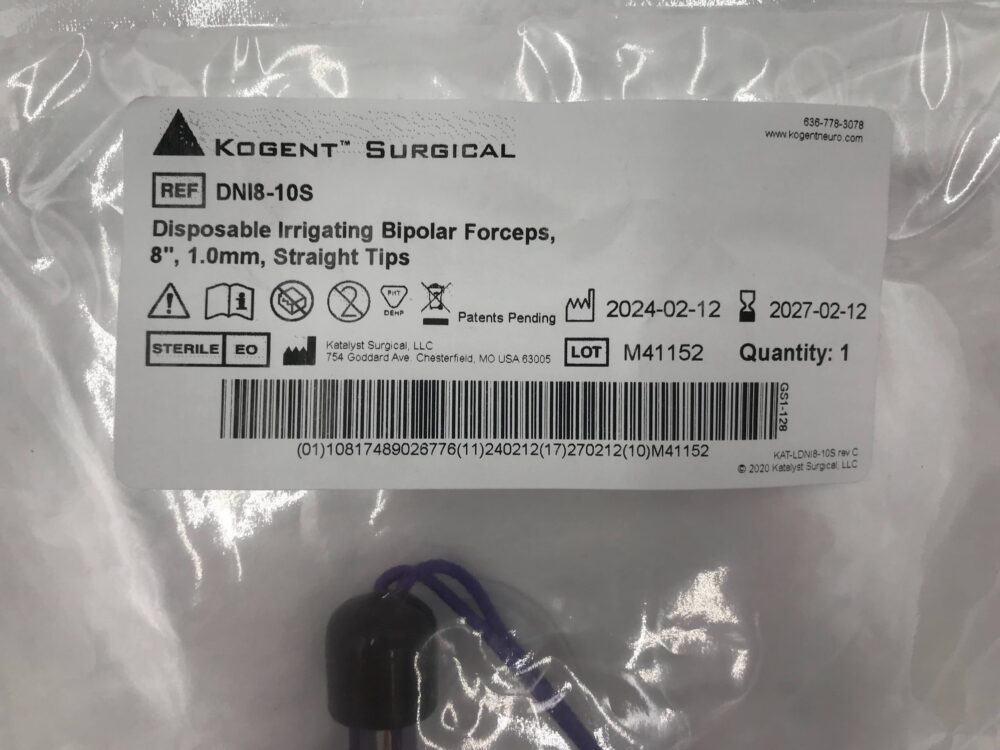 KOGENT™ SURGICAL
636-778-3078
www.kogentneuro.com
REF DNI8-10S
Disposable Irrigating Bipolar Forceps,
8", 1.0mm, Straight Tips
PHT
DEHP
Patents Pending
2024-02-12
2027-02-12
STERILE EO
Katalyst Surgical, LLC
754 Goddard Ave. Chesterfield, MO USA 63005
LOT M41152
Quantity: 1
GS1-128
(01)10817489026776(11)240212(17)270212(10)M41152
KAT-LDNI8-10S rev C
© 2020 Katalyst Surgical, LLC